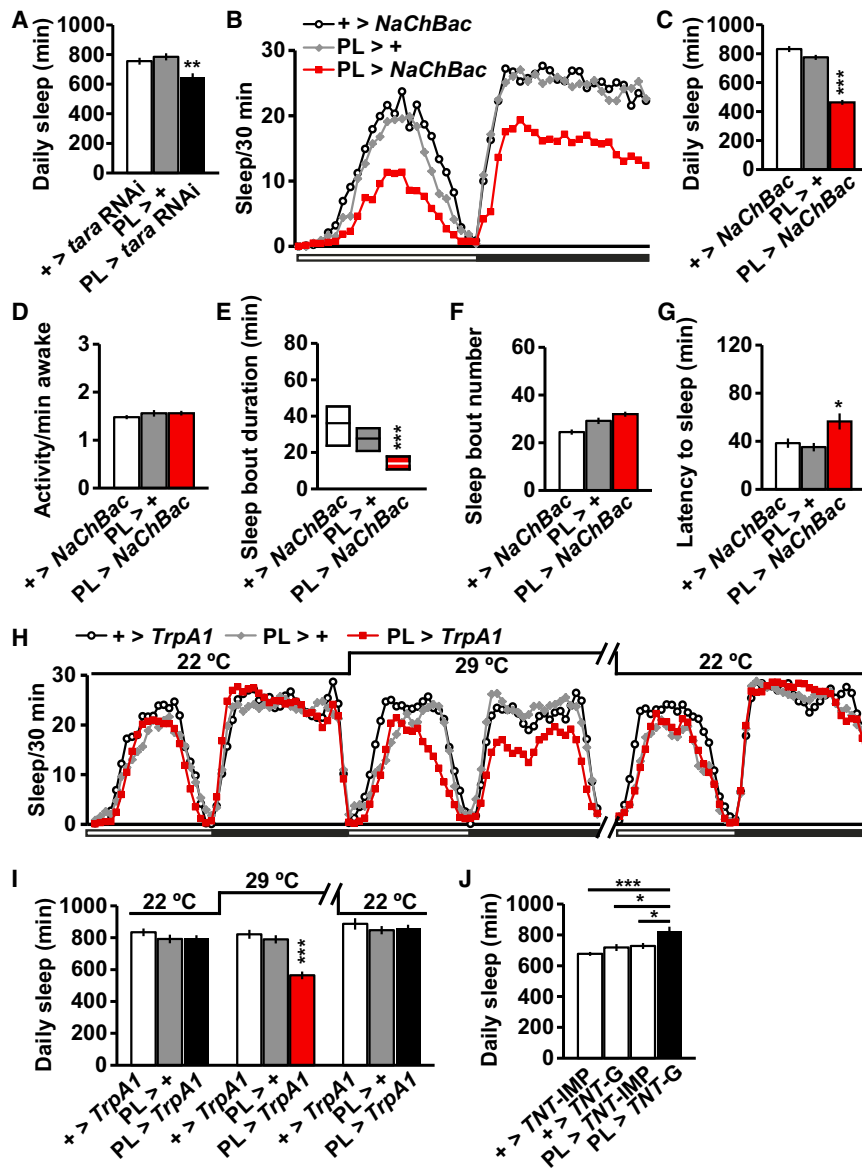 A
Daily sleep (min)
1000
800
600
400
200
0
**
+ > tara RNAi
PL > +
PL > tara RNAi
B
+ > NaChBac
PL > +
PL > NaChBac
Sleep/30 min
30
20
10
0
C
Daily sleep (min)
1000
800
600
400
200
0
***
+ > NaChBac
PL > +
PL > NaChBac
D
Activity/min awake
3
2
1
0
+ > NaChBac
PL > +
PL > NaChBac
E
Sleep bout duration (min)
80
60
40
20
0
***
+ > NaChBac
PL > +
PL > NaChBac
F
Sleep bout number
60
40
20
0
+ > NaChBac
PL > +
PL > NaChBac
G
Latency to sleep (min)
120
80
40
0
*
+ > NaChBac
PL > +
PL > NaChBac
H
+ > TrpA1 PL > + PL > TrpA1
22 ºC 29 ºC 22 ºC
Sleep/30 min
30
20
10
0
I
22 ºC 29 ºC 22 ºC
Daily sleep (min)
1000
800
600
400
200
0
***
+ > TrpA1
PL > +
PL > TrpA1
+ > TrpA1
PL > +
PL > TrpA1
+ > TrpA1
PL > +
PL > TrpA1
J
***
*
*
Daily sleep (min)
1000
800
600
400
200
0
+ > TNT-IMP
+ > TNT-G
PL > TNT-IMP
PL > TNT-G